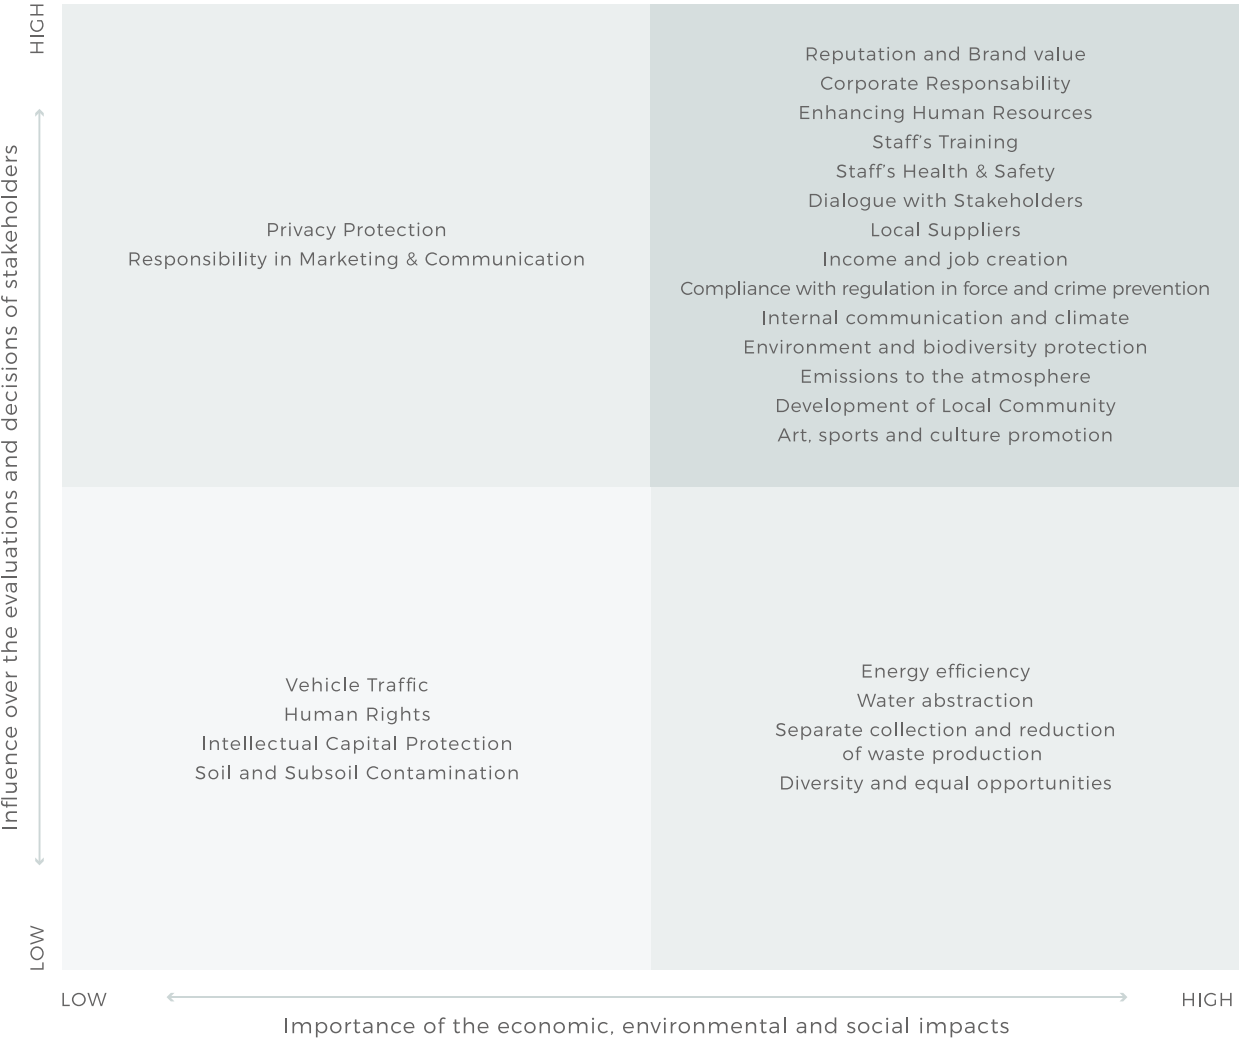 HIGH
Influence over the evaluations and decisions of stakeholders
LOW
Privacy Protection
Responsibility in Marketing & Communication
Reputation and Brand value
Corporate Responsability
Enhancing Human Resources
Staff's Training
Staff's Health & Safety
Dialogue with Stakeholders
Local Suppliers
Income and job creation
Compliance with regulation in force and crime prevention
Internal communication and climate
Environment and biodiversity protection
Emissions to the atmosphere
Development of Local Community
Art, sports and culture promotion
Vehicle Traffic
Human Rights
Intellectual Capital Protection
Soil and Subsoil Contamination
Energy efficiency
Water abstraction
Separate collection and reduction
of waste production
Diversity and equal opportunities
LOW
HIGH
Importance of the economic, environmental and social impacts